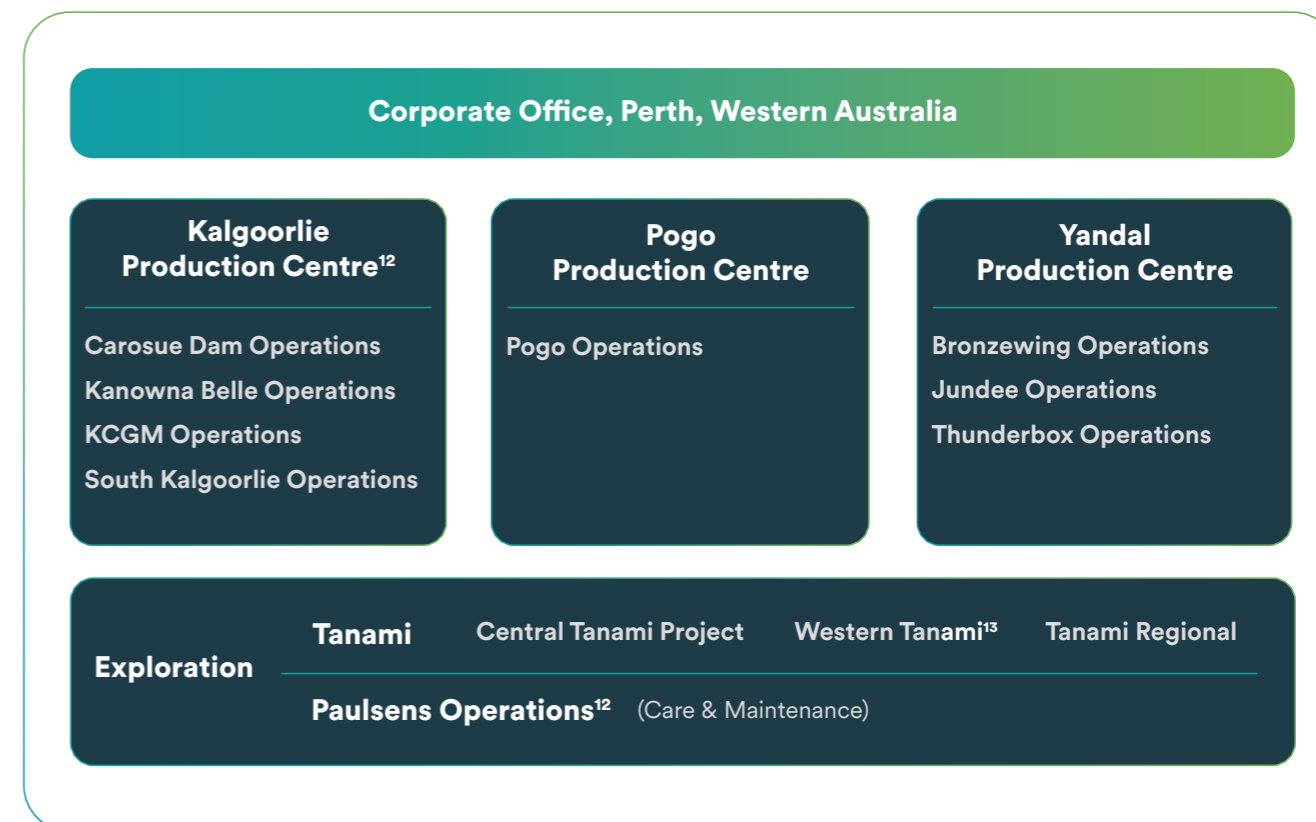 Corporate Office, Perth, Western Australia
Kalgoorlie
Production Centre¹²
Carosue Dam Operations
Kanowna Belle Operations
KCGM Operations
South Kalgoorlie Operations
Pogo
Production Centre
Pogo Operations
Yandal
Production Centre
Bronzewing Operations
Jundee Operations
Thunderbox Operations
Exploration
Tanami Central Tanami Project Western Tanami¹³ Tanami Regional
Paulsens Operations¹² (Care & Maintenance)